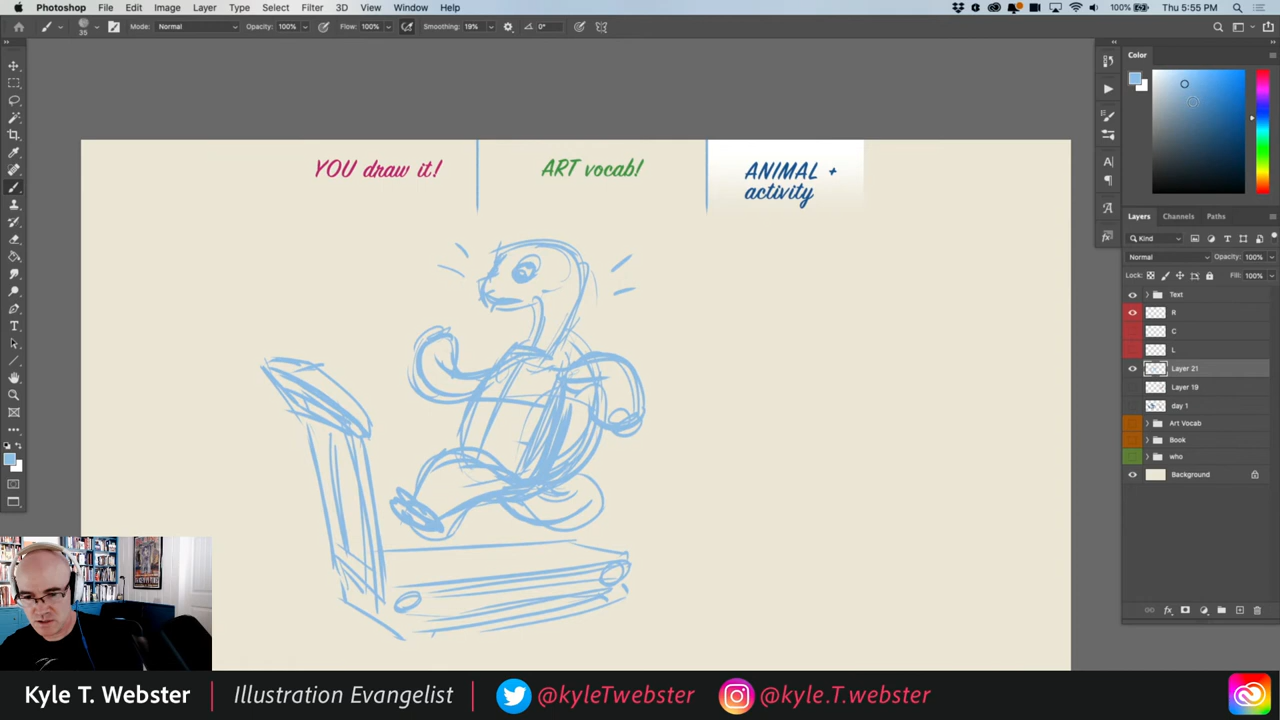 Photoshop File Edit Image Layer Type Select Filter 3D View Window Help
100% Thu 5:55 PM
35 Mode: Normal Opacity: 100% Flow: 100% Smoothing: 19% 0°
Color
YOU draw it! ART vocab! ANIMAL +
activity
Layers Channels Paths
Kind
Normal Opacity: 100%
Lock: Fill: 100%
Text
R
C
L
Layer 21
Layer 19
day 1
Art Vocab
Book
who
Background
Kyle T. Webster | Illustration Evangelist | @kyleTwebster @kyle.T.webster